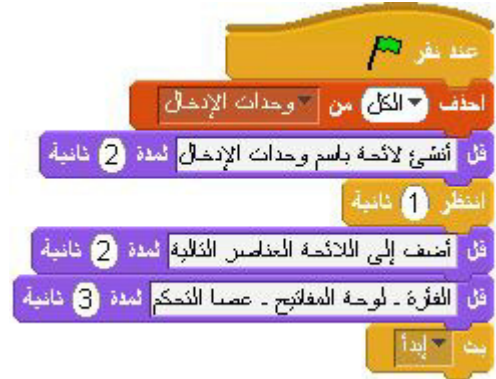 عند نقر
احذف الكل من وحدات الإدخال
قل أنشئ لائحة باسم وحدات الإدخال لمدة 2 ثانية
انتظر 1 ثانية
قل أضف إلى اللائحة العناصر التالية لمدة 2 ثانية
قل الفأرة - لوحة المفاتيح - عصا التحكم لمدة 3 ثانية
بث إبدأ